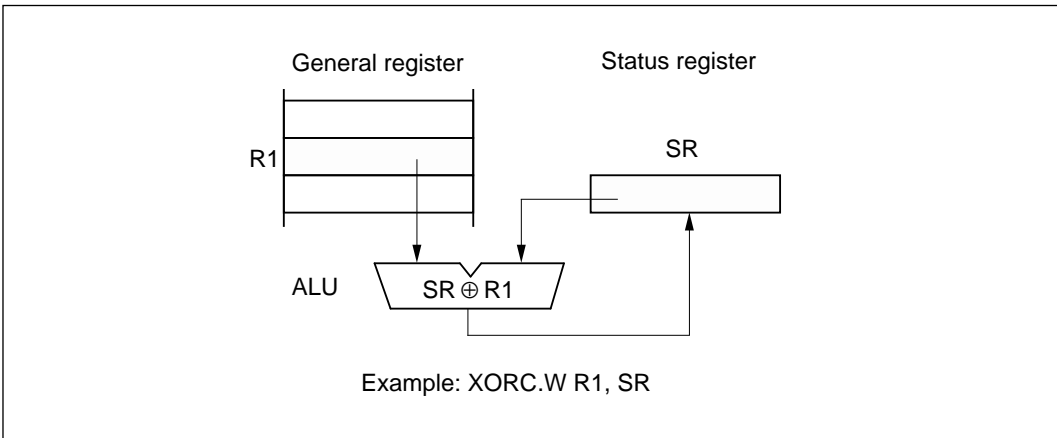 General register
Status register
R1
SR
ALU
SR ⊕ R1
Example: XORC.W R1, SR